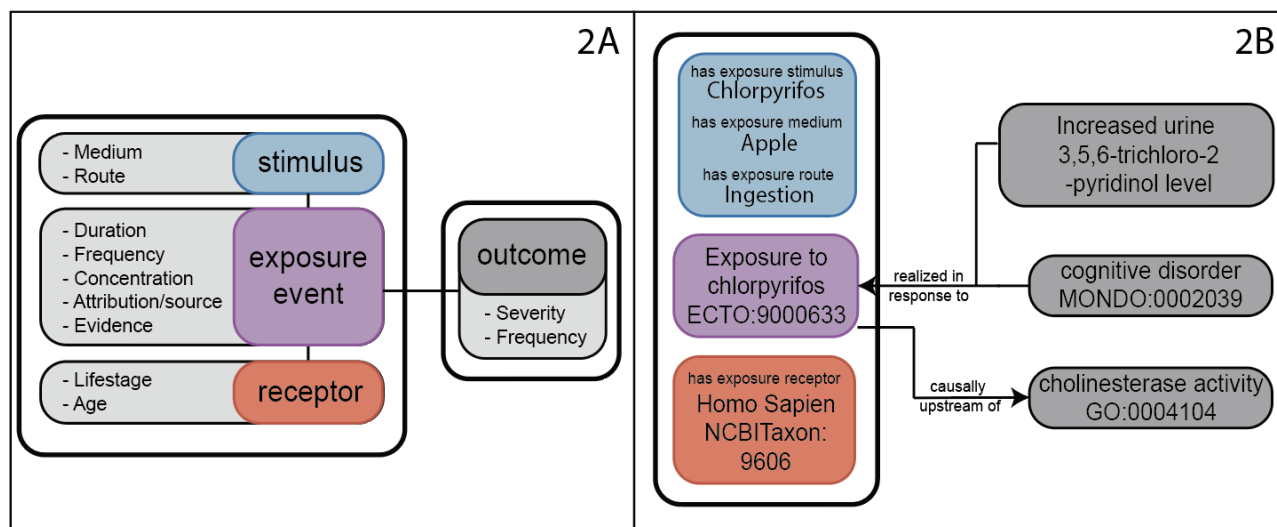 2A
- Medium
- Route
stimulus
- Duration
- Frequency
- Concentration
- Attribution/source
- Evidence
exposure
event
- Lifestage
- Age
receptor
outcome
- Severity
- Frequency
2B
has exposure stimulus
Chlorpyrifos
has exposure medium
Apple
has exposure route
Ingestion
Exposure to
chlorpyrifos
ECTO:9000633
has exposure receptor
Homo Sapien
NCBITaxon:
9606
realized in
response to
causally
upstream of
Increased urine
3,5,6-trichloro-2
-pyridinol level
cognitive disorder
MONDO:0002039
cholinesterase activity
GO:0004104